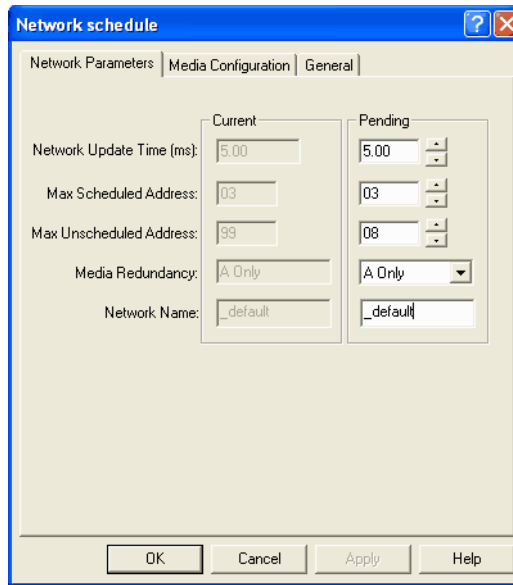 Network schedule
Network Parameters Media Configuration General
Current Pending
Network Update Time (ms): 5.00 5.00
Max Scheduled Address: 03 03
Max Unscheduled Address: 99 08
Media Redundancy: A Only A Only
Network Name: _default _default
OK Cancel Apply Help